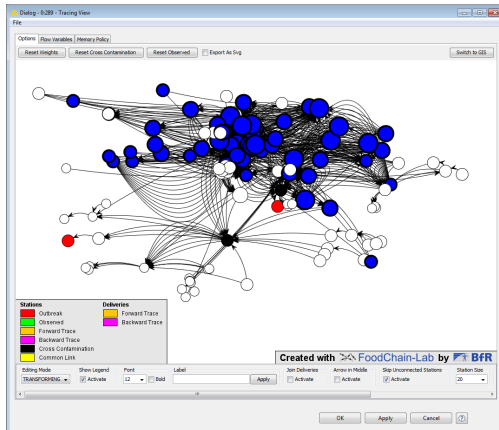 Dialog - 0:289 - Tracing View
File
Options Flow Variables Memory Policy
Reset Weights Reset Cross Contamination Reset Observed Export As Svg Switch to GIS
Stations Deliveries
Outbreak Forward Trace
Observed Backward Trace
Forward Trace
Backward Trace
Cross Contamination
Common Link
Created with FoodChain-Lab by BfR
Editing Mode Show Legend Font Label Join Deliveries Arrow in Middle Skip Unconnected Stations Station Size
TRANSFORMING Activate 12 Bold Apply Activate Activate Activate 20
OK Apply Cancel ?